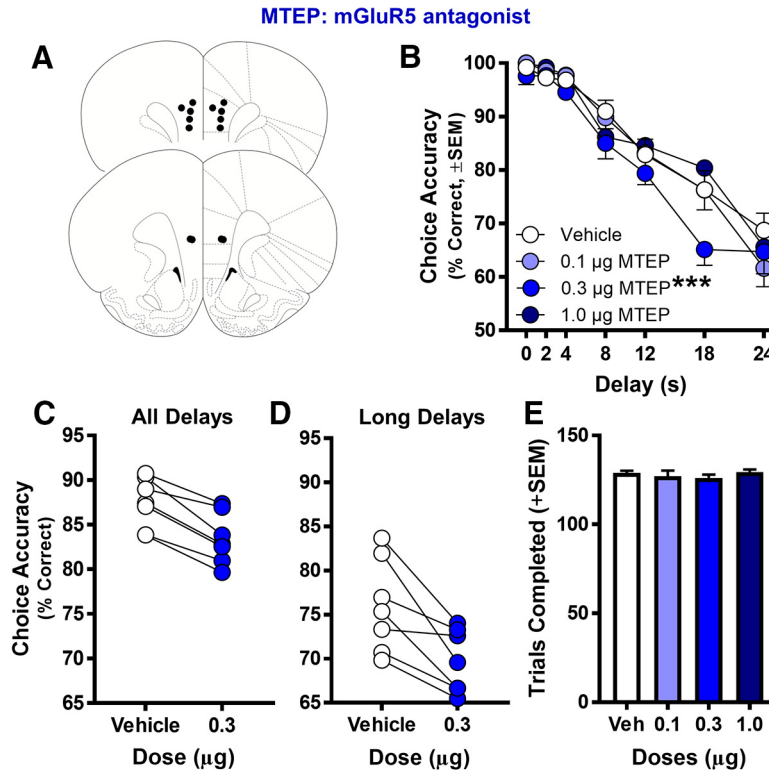 MTEP: mGluR5 antagonist
A
B
Choice Accuracy
(% Correct, ±SEM)
100
90
80
70
60
50
Vehicle
0.1 µg MTEP
0.3 µg MTEP ***
1.0 µg MTEP
0 2 4 8 12 18 24
Delay (s)
C All Delays
Choice Accuracy
(% Correct)
95
90
85
80
75
70
65
Vehicle 0.3
Dose (µg)
D Long Delays
95
90
85
80
75
70
65
Vehicle 0.3
Dose (µg)
E
Trials Completed (+SEM)
150
100
50
0
Veh 0.1 0.3 1.0
Doses (µg)